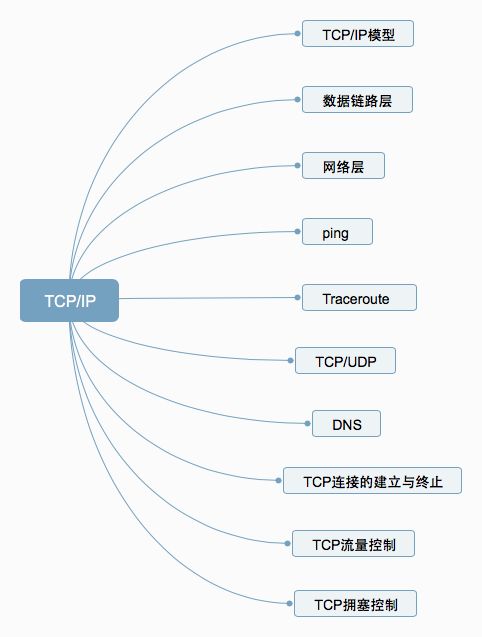 TCP/IP模型
数据链路层
网络层
ping
TCP/IP
Traceroute
TCP/UDP
DNS
TCP连接的建立与终止
TCP流量控制
TCP拥塞控制